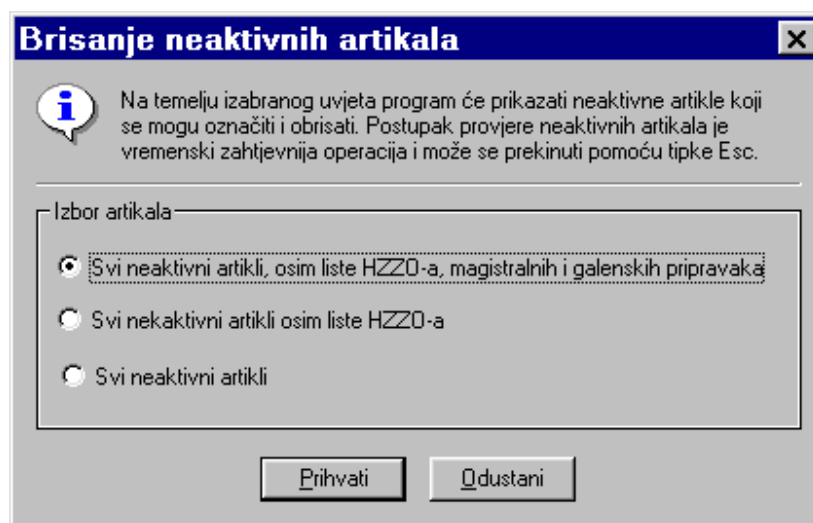 Brisanje neaktivnih artikala
Na temelju izabranog uvjeta program će prikazati neaktivne artikle koji
se mogu označiti i obrisati. Postupak provjere neaktivnih artikala je
vremenski zahtjevnija operacija i može se prekinuti pomoću tipke Esc.
Izbor artikala
Svi neaktivni artikli, osim liste HZZO-a, magistralnih i galenskih pripravaka
Svi nekaktivni artikli osim liste HZZO-a
Svi neaktivni artikli
Prihvati
Odustani